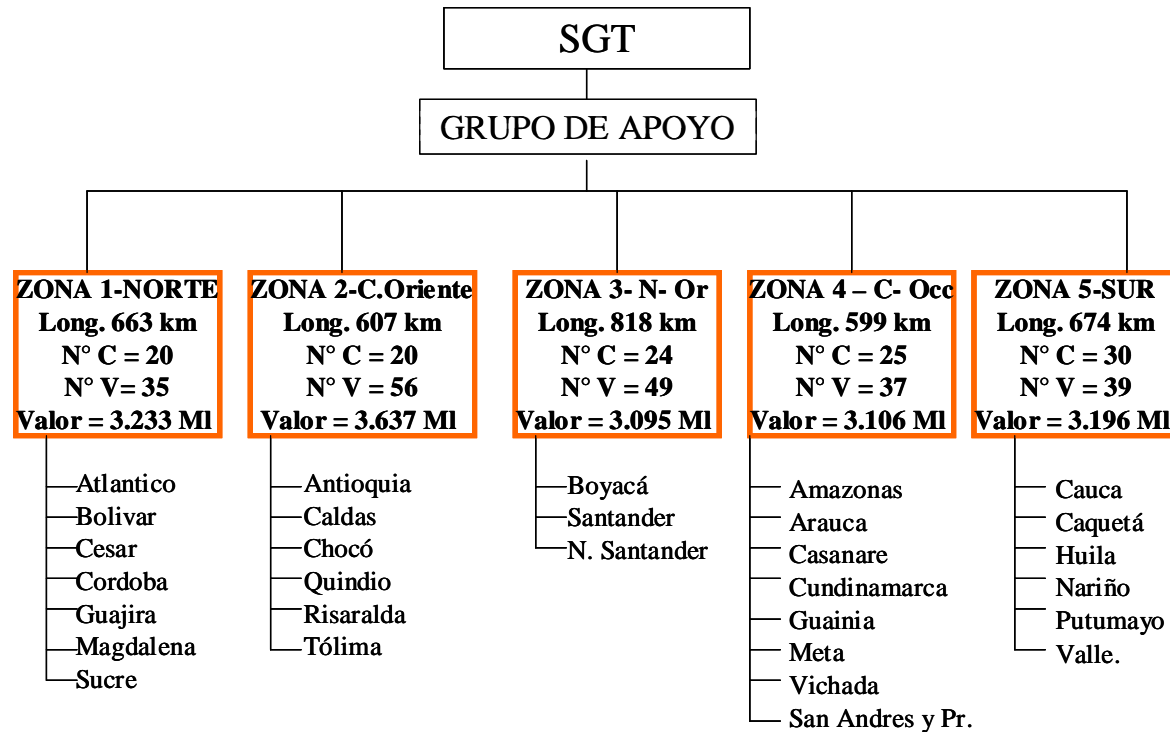 SGT
GRUPO DE APOYO
ZONA 1-NORTE
Long. 663 km
N° C = 20
N° V= 35
Valor = 3.233 Ml
Atlantico
Bolivar
Cesar
Cordoba
Guajira
Magdalena
Sucre
ZONA 2-C.Oriente
Long. 607 km
N° C = 20
N° V= 56
Valor = 3.637 Ml
Antioquia
Caldas
Chocó
Quindio
Risaralda
Tólima
ZONA 3- N- Or
Long. 818 km
N° C = 24
N° V= 49
Valor = 3.095 Ml
Boyacá
Santander
N. Santander
ZONA 4 – C- Occ
Long. 599 km
N° C = 25
N° V= 37
Valor = 3.106 Ml
Amazonas
Arauca
Casanare
Cundinamarca
Guainia
Meta
Vichada
San Andres y Pr.
ZONA 5-SUR
Long. 674 km
N° C = 30
N° V= 39
Valor = 3.196 Ml
Cauca
Caquetá
Huila
Nariño
Putumayo
Valle.